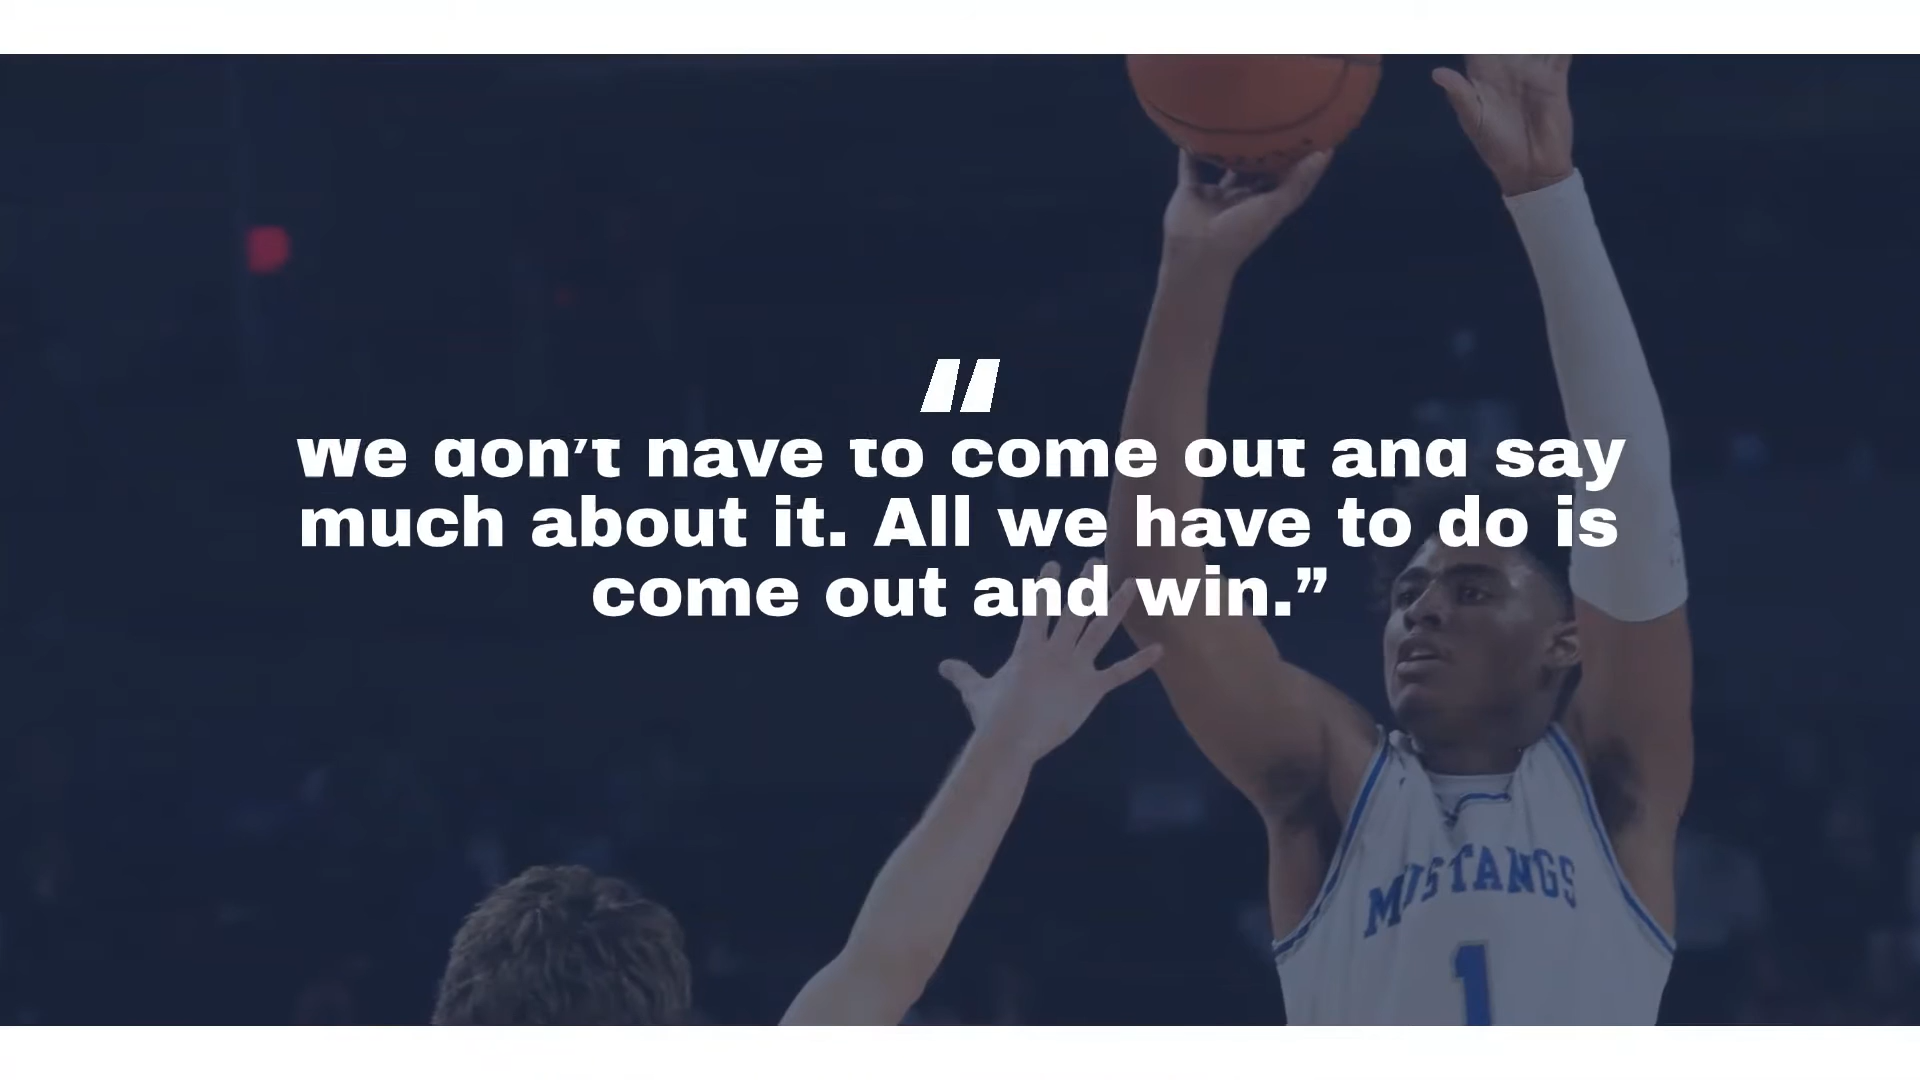 "
We don't have to come out and say
much about it. All we have to do is
come out and win.”
MUSTANGS
1